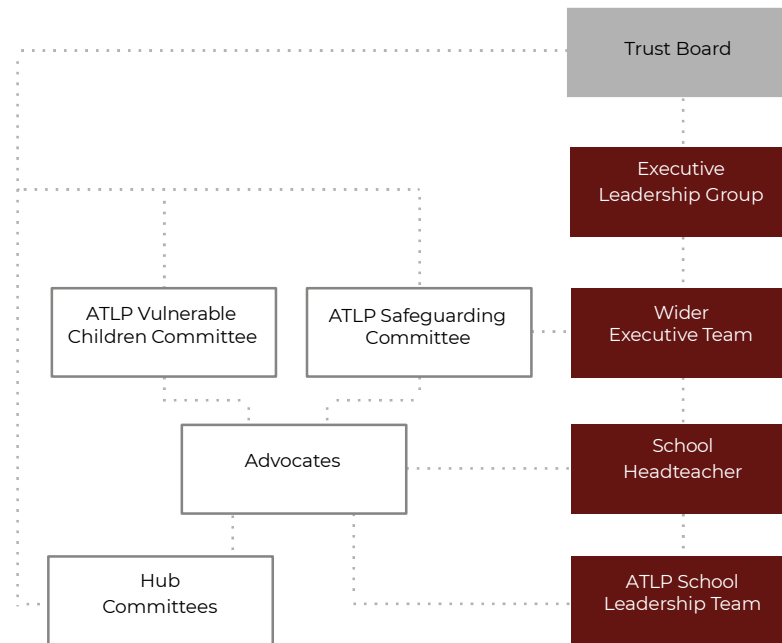 Trust Board
Executive
Leadership Group
ATLP Vulnerable
Children Committee
ATLP Safeguarding
Committee
Wider
Executive Team
Advocates
School
Headteacher
Hub
Committees
ATLP School
Leadership Team